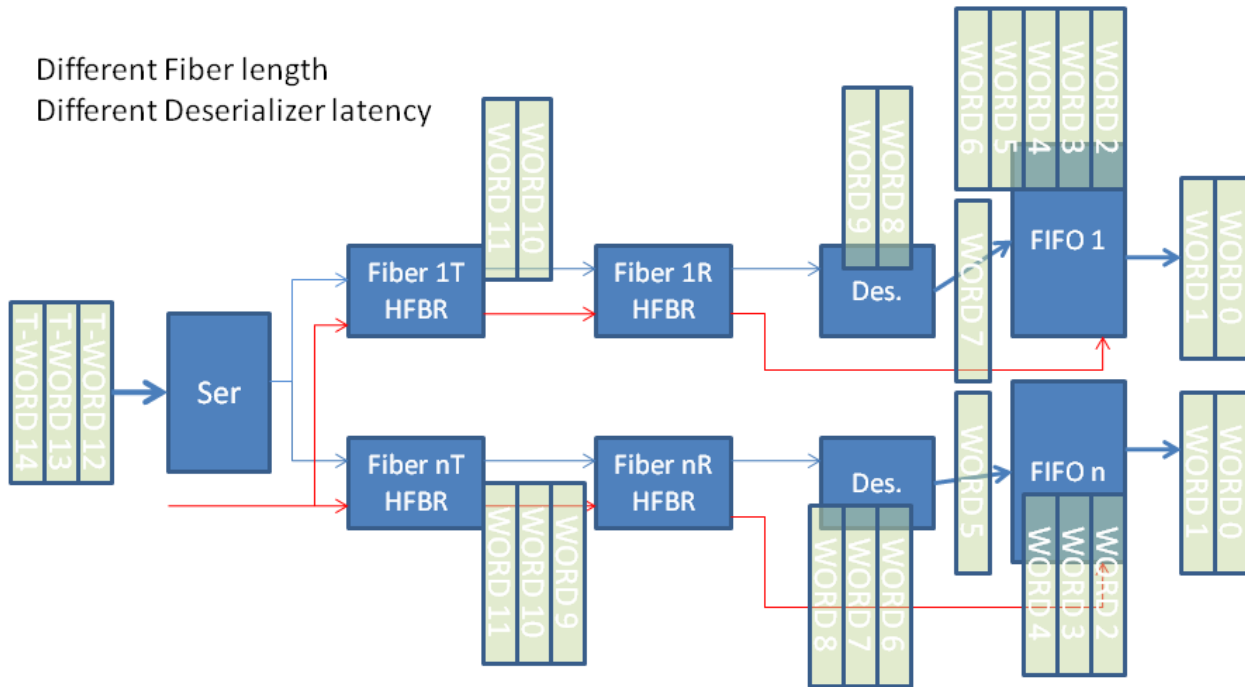 Different Fiber length
Different Deserializer latency
WORD 11
WORD 10
WORD 9
WORD 8
WORD 6
WORD 5
WORD 4
WORD 3
WORD 2
Fiber 1T
HFBR
Fiber 1R
HFBR
Des.
WORD 7
FIFO 1
WORD 1
WORD 0
T-WORD 14
T-WORD 13
T-WORD 12
Ser
Fiber nT
HFBR
Fiber nR
HFBR
Des.
WORD 5
FIFO n
WORD 1
WORD 0
WORD 11
WORD 10
WORD 9
WORD 8
WORD 7
WORD 6
WORD 4
WORD 3
WORD 2